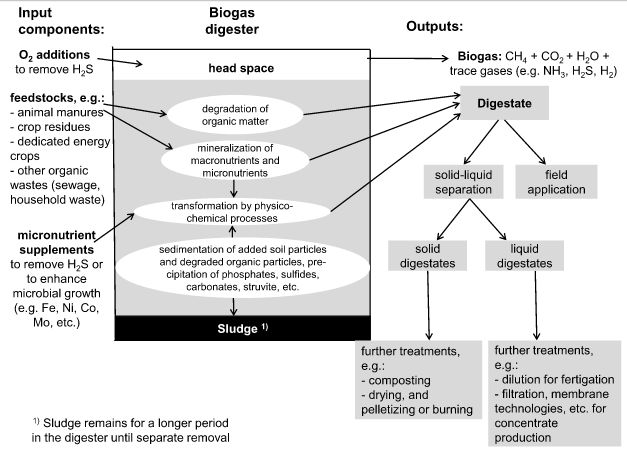 Input
components:
Biogas
digester
Outputs:
O2 additions
to remove H2S
head space
Biogas: CH4 + CO2 + H2O +
trace gases (e.g. NH3, H2S, H2)
feedstocks, e.g.:
- animal manures
- crop residues
- dedicated energy
crops
- other organic
wastes (sewage,
household waste)
degradation of
organic matter
mineralization of
macronutrients and
micronutrients
transformation by physico-
chemical processes
sedimentation of added soil particles
and degraded organic particles, pre-
cipitation of phosphates, sulfides,
carbonates, struvite, etc.
Sludge 1)
micronutrient
supplements
to remove H2S or
to enhance
microbial growth
(e.g. Fe, Ni, Co,
Mo, etc.)
Digestate
solid-liquid
separation
field
application
solid
digestates
liquid
digestates
further treatments,
e.g.:
- composting
- drying, and
pelletizing or burning
further treatments,
e.g.:
- dilution for fertigation
- filtration, membrane
technologies, etc. for
concentrate
production
1) Sludge remains for a longer period
in the digester until separate removal